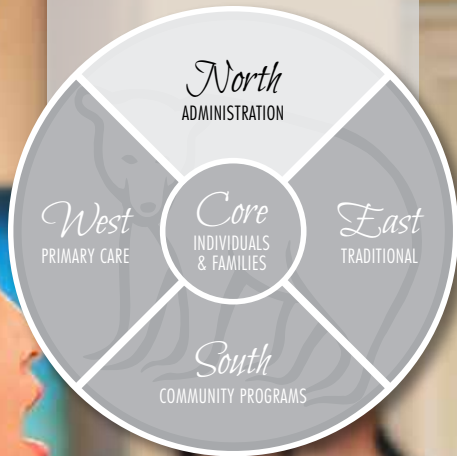 North
ADMINISTRATION
West
PRIMARY CARE
Core
INDIVIDUALS
& FAMILIES
East
TRADITIONAL
South
COMMUNITY PROGRAMS